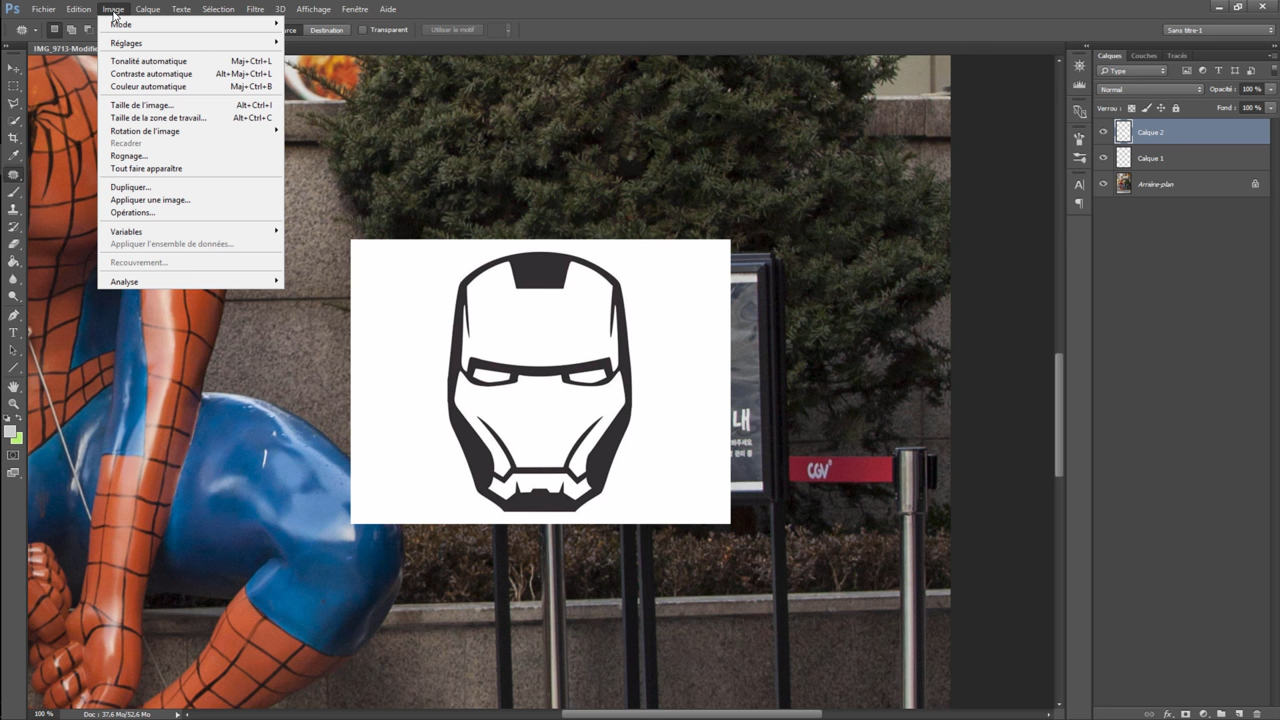 Ps Fichier Edition Image Calque Texte Sélection Filtre 3D Affichage Fenêtre Aide
Destination Transparent Utiliser le motif Sans titre-1
Mode
Réglages
Tonalité automatique Maj+Ctrl+L
Contraste automatique Alt+Maj+Ctrl+L
Couleur automatique Maj+Ctrl+B
Taille de l'image... Alt+Ctrl+I
Taille de la zone de travail... Alt+Ctrl+C
Rotation de l'image
Recadrer
Rognage...
Tout faire apparaître
Dupliquer...
Appliquer une image...
Opérations...
Variables
Appliquer l'ensemble de données...
Recouvrement...
Analyse
Calques Couches Tracés
Type
Normal Opacité : 100 %
Verrou : Fond : 100 %
Calque 2
Calque 1
Arrière-plan
내
CGV
100 % Doc : 37,6 Mo/52,6 Mo